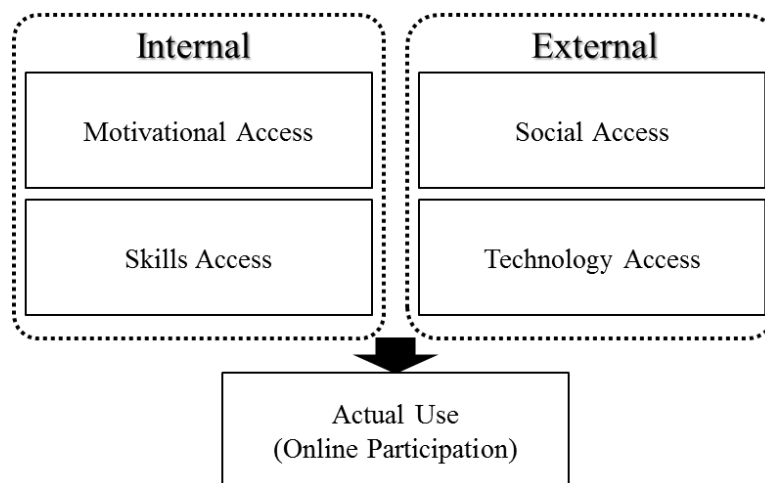 Internal
Motivational Access
Skills Access
External
Social Access
Technology Access
Actual Use
(Online Participation)